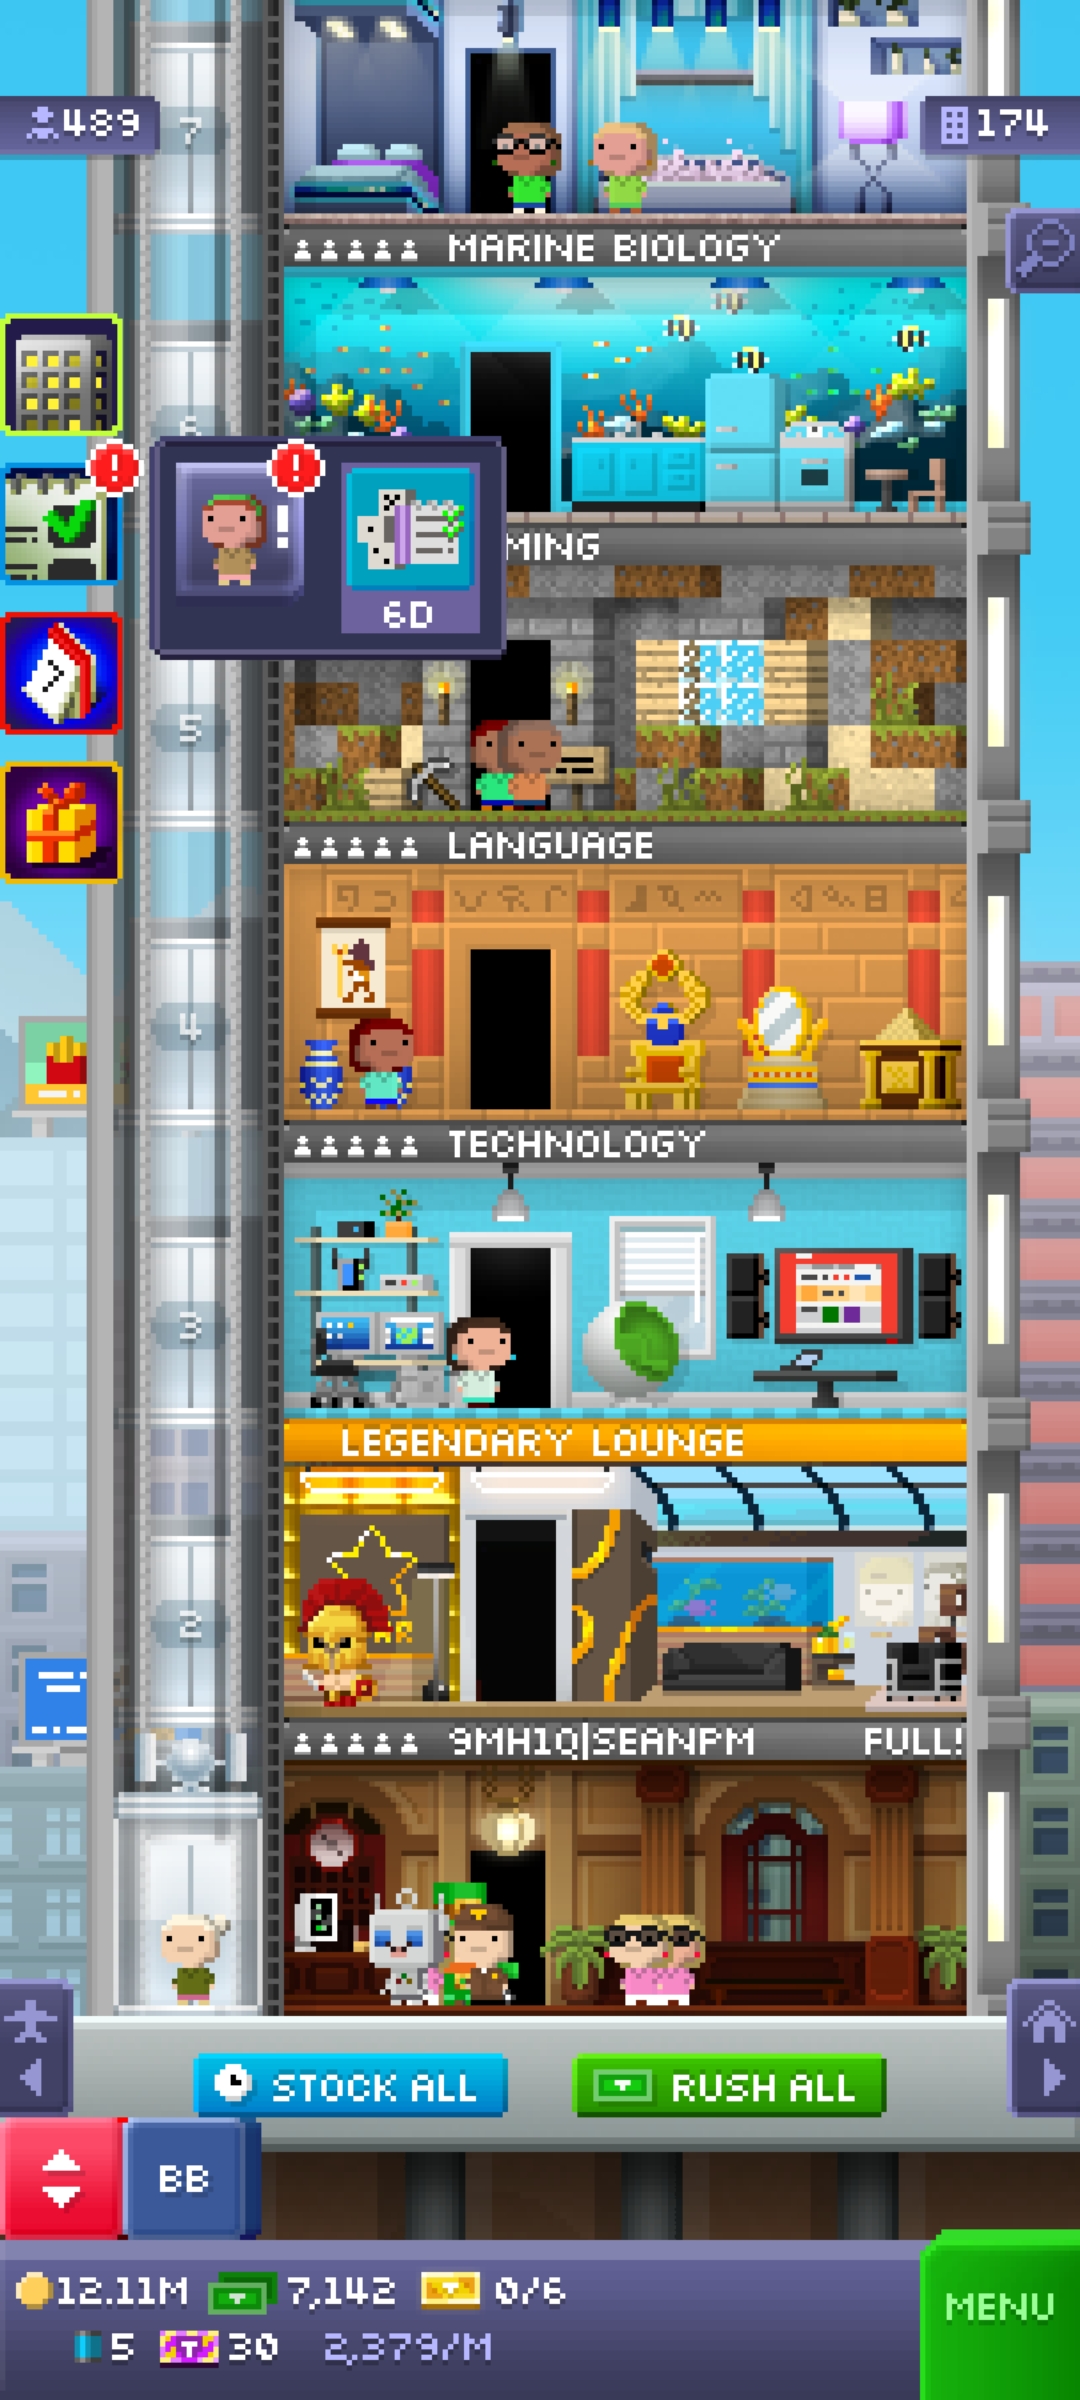 7
489
174
MARINE BIOLOGY
6
!
!
!
6D
MING
5
LANGUAGE
4
TECHNOLOGY
3
LEGENDARY LOUNGE
2
9MH1Q|SEANPM FULL!
STOCK ALL
RUSH ALL
BB
12.11M 7,142 0/6
MENU
5 30 2,379/M